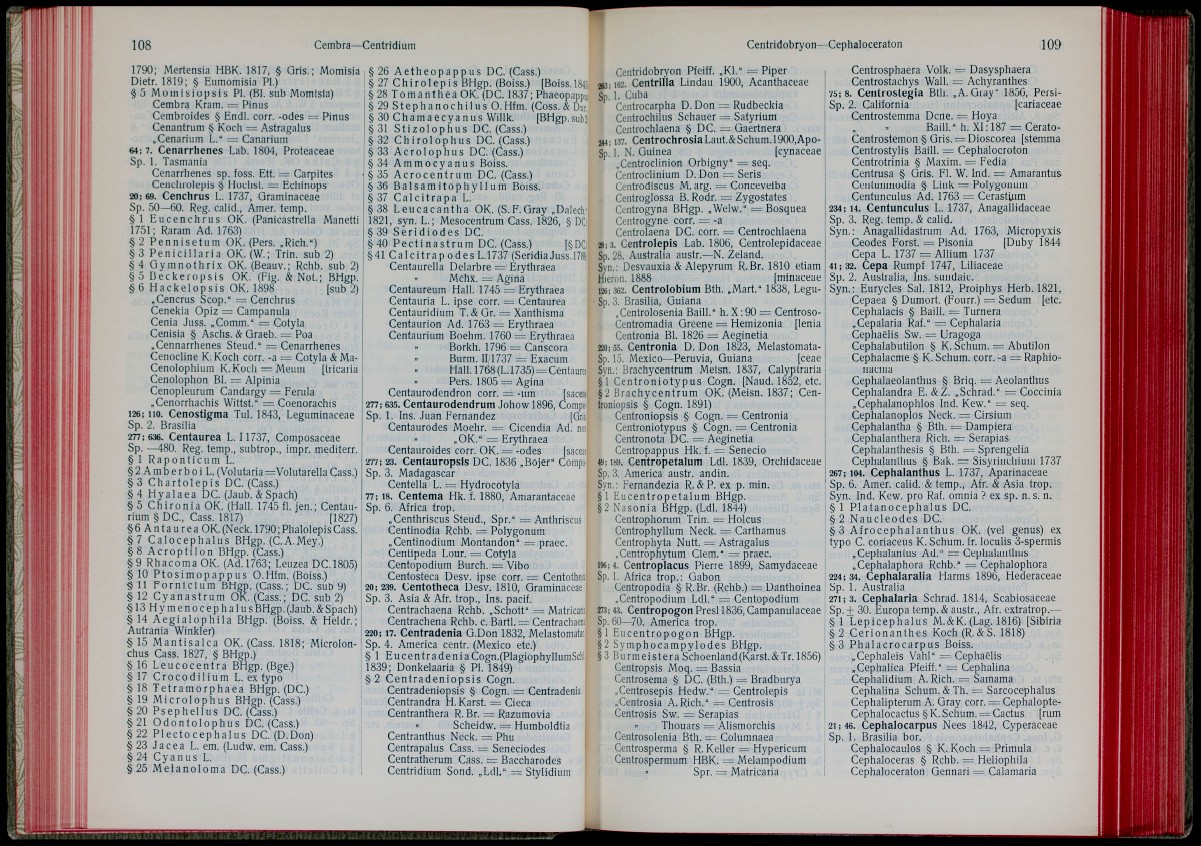 108
Cembra—Centridium
1790; Mertensia HBK. 1817, § Gris.; Momisia
Dietr. 1819; § Eumomisia Pl.)
§ 5 Momisiopsis Pl. (Bl. sub Momisia)
Cembra Kram. = Pinus
Cembroides § Endl. corr. -odes = Pinus
Cenantrum § Koch = Astragalus
„Cenarium L.“ = Canarium
64; 7. Cenarrhenes Lab. 1804, Proteaceae
Sp. 1. Tasmania
Cenarrhenes sp. foss. Ett. = Carpites
Cenchrolepis § Hochst. = Echinops
20; 69. Cenchrus L. 1737, Graminaceae
Sp. 50—60. Reg. calid., Amer. temp.
§ 1 Eucenchrus OK. (Panicastrella Manetti
1751; Raram Ad. 1763)
§ 2 Pennisetum OK. (Pers. „Rich.“)
§ 3 Penicillaria OK. (W.; Trin. sub 2)
§ 4 Gymnothrix OK. (Beauv.; Rchb. sub 2)
§ 5 Beckeropsis OK. (Fig. & Not.; BHgp.
§ 6 Hackelopsis OK. 1898 [sub 2)
„Cencrus Scop.“ = Cenchrus
Cenekia Opiz = Campanula
Cenia Juss. „Comm.“ = Cotyla
Cenisia § Aschs. & Graeb. = Poa
„Cennarrhenes Steud.“ = Cenarrhenes
Cenocline K. Koch corr. -a = Cotyla & Ma-
Cenolophium K. Koch = Meum [tricaria
Cenolophon Bl. = Alpinia
Cenopleurum Candargy = Ferula
„Cenorrhachis Wittst.“ = Coenorachis
126; 110. Cenostigma Tul. 1843, Leguminaceae
Sp. 2. Brasilia
277; 636. Centaurea L. I 1737, Composaceae
Sp. —480. Reg. temp., subtrop., impr. mediterr.
§ 1 Raponticum L.
§ 2 Amberboi L. (Volutaria = Volutarella Cass.)
§ 3 Chartolepis DC. (Cass.)
§ 4 Hyalaea DC. (Jaub. & Spach)
§ 5 Chironia OK. (Hall. 1745 fl. jen.; Centau-
rium § DC., Cass. 1817) [1827)
§ 6 Antaurea OK. (Neck. 1790; Phalolepis Cass.
§ 7 Calocephalus BHgp. (C. A. Mey.)
§ 8 Acroptilon BHgp. (Cass.)
§ 9 Rhacoma OK. (Ad. 1763; Leuzea DC. 1805)
§ 10 Ptosimopappus O. Hfm. (Boiss.)
§ 11 Fornicium BHgp. (Cass.; DC. sub 9)
§ 12 Cyanastrum OK. (Cass.; DC. sub 2)
§ 13 Hymenocephalus BHgp. (Jaub. & Spach)
§ 14 Aegialophila BHgp. (Boiss. & Heldr.;
Autrania Winkler)
§ 15 Mantisalca OK. (Cass. 1818; Microlon-
chus Cass. 1827, § BHgp.)
§ 16 Leucocentra BHgp. (Bge.)
§ 17 Crocodilium L. ex typo
§ 18 Tetramorphaea BHgp. (DC.)
§ 19 Microlophus BHgp. (Cass.)
§ 20 Psephellus DC. (Cass.)
§ 21 Odontolophus DC. (Cass.)
§ 22 Plectocephalus DC. (D. Don)
§ 23 Jacea L. em. (Ludw. em. Cass.)
§ 24 Cyanus L.
§ 25 Melanoloma DC. (Cass.)
§ 26 Aetheopappus DC. (Cass.)
§ 27 Chirolepis BHgp. (Boiss.) [Boiss. 184
§ 28 Tomanthea OK. (DC. 1837; Phaeopappu
§ 29 Stephanochilus O. Hfm. (Coss. & Dur.
§ 30 Chamaecyanus Willk. [BHgp. sub
§ 31 Stizolophus DC. (Cass.)
§ 32 Chirolophus DC. (Cass.)
§ 33 Acrolophus DC. (Cass.)
§ 34 Ammocyanus Boiss.
§ 35 Acrocentrum DC. (Cass.)
§ 36 Balsamitophyllum Boiss.
§ 37 Calcitrapa L.
§ 38 Leucacantha OK. (S. F. Gray „Dalech
1821, syn. L.; Mesocentrum Cass. 1826, § DC
§ 39 Seridiodes DC.
§ 40 Pectinastrum DC. (Cass.) [§ DC
§ 41 Calcitrapodes L. 1737 (Seridia Juss. 178
Centaurella Delarbre = Erythraea
Mchx. = Agina
Centaureum Hall. 1745 = Erythraea
Centauria L. ipse corr. = Centaurea
Centauridium T. & Gr. = Xanthisma
Centaurion Ad. 1763 = Erythraea
Centaurium Boehm. 1760 = Erythraea
„ Borkh. 1796 = Canscora
„ Burm. II 1737 = Exacum
„ Hall. 1768 (L. 1735) = Centaure
„ Pers. 1805 = Agina
Centaurodendron corr. = -um [sacea
277; 635. Centaurodendrum Johow 1896, Compo
Sp. 1. Ins. Juan Fernandez
Centaurodes Moehr. = Cicendia Ad.
„ „OK.“ = Erythraea
Centauroides corr. OK. = -odes [sacea
277; 23. Centauropsis DC. 1836 „Bojer“ Compo
Sp. 3. Madagascar
Centella L. = Hydrocotyla
77; 18. Centema Hk. f. 1880, Amarantaceae
Sp. 6. Africa trop.
„Centhriscus Steud., Spr.“ = Anthriscus
Centinodia Rchb. = Polygonum
„Centinodium Montandon“ = praec.
Centipeda Lour. = Cotyla
Centopodium Burch. = Vibo
Centosteca Desv. ipse corr. = Centothea
20; 239. Centotheca Desv. 1810, Graminaceae
Sp. 3. Asia & Afr. trop., Ins. pacif.
Centrachaena Rchb. „Schott“ = Matricaria
Centrachena Rchb. c. Bartl. = Centrachaen
220; 17. Centradenia G. Don 1832, Melastomatac
Sp. 4. America centr. (Mexico etc.)
§ 1 Eucentradenia Cogn. (Plagiophyllum Schl
1839; Donkelaaria § Pl. 1849)
§ 2 Centradeniopsis Cogn.
Centradeniopsis § Cogn. = Centradenia
Centrandra H. Karst. = Cieca
Centranthera R. Br. = Razumovia
„ Scheidw. = Humboldtia
Centranthus Neck. = Phu
Centrapalus Cass. = Seneciodes
Centratherum Cass. = Baccharodes
Centridium Sond. „Ldl.“ = Stylidium
Centridobryon—Cephaloceraton
109
Centridobryon Pfeiff. „Kl.“ = Piper
263; 162. Centrilla Lindau 1900, Acanthaceae
Sp. 1. Cuba
Centrocarpha D. Don = Rudbeckia
Centrochilus Schauer = Satyrium
Centrochlaena § DC. = Gaertnera
244; 137. Centrochrosia Laut. & Schum. 1900, Apo-
Sp. 1. N. Guinea [cynaceae
„Centroclinion Orbigny“ = seq.
Centroclinium D. Don = Seris
Centrodiscus M. arg. = Conceveiba
Centroglossa B. Rodr. = Zygostates
Centrogyna BHgp. „Welw.“ = Bosquea
Centrogyne corr. = -a
Centrolaena DC. corr. = Centrochlaena
28; 3. Centrolepis Lab. 1806, Centrolepidaceae
Sp. 28. Australia austr.—N. Zeland.
Syn.: Desvauxia & Alepyrum R. Br. 1810 etiam
Hieron. 1888 [minaceae
126; 362. Centrolobium Bth. „Mart.“ 1838, Legu-
Sp. 3. Brasilia, Guiana
„Centrolosenia Baill.“ h. X : 90 = Centroso-
Centromadia Greene = Hemizonia [lenia
Centronia Bl. 1826 = Aeginetia
220; 55. Centronia D. Don 1823, Melastomata-
Sp. 15. Mexico—Peruvia, Guiana [ceae
Syn.: Brachycentrum Meisn. 1837, Calyptraria
§ 1 Centroniotypus Cogn. [Naud. 1852, etc.
§ 2 Brachycentrum OK. (Meisn. 1837; Cen-
troniopsis § Cogn. 1891)
Centroniopsis § Cogn. = Centronia
Centroniotypus § Cogn. = Centronia
Centronota DC. = Aeginetia
Centropappus Hk. f. = Senecio
49; 189. Centropetalum Ldl. 1839, Orchidaceae
Sp. 3. America austr. andin.
Syn.: Fernandezia R. & P. ex p. min.
§ 1 Eucentropetalum BHgp.
§ 2 Nasonia BHgp. (Ldl. 1844)
Centrophorum Trin. = Holcus
Centrophyllum Neck. = Carthamus
Centrophyta Nutt. = Astragalus
„Centrophytum Clem.“ = praec.
196; 4. Centroplacus Pierre 1899, Samydaceae
Sp. 1. Africa trop.: Gabon
Centropodia § R. Br. (Rchb.) = Danthoinea
„Centropodium Ldl.“ = Centopodium
273; 43. Centropogon Presl 1836, Campanulaceae
Sp. 60—70. America trop.
§ 1 Eucentropogon BHgp.
§ 2 Symphocampylodes BHgp.
§ 3 Burmeistera Schoenland (Karst. & Tr. 1856)
Centropsis Moq. = Bassia
Centrosema § DC. (Bth.) = Bradburya
„Centrosepis Hedw.“ = Centrolepis
„Centrosia A. Rich.“ = Centrosis
Centrosis Sw. = Serapias
„ Thouars = Alismorchis
Centrosolenia Bth. = Columnaea
Centrosperma § R. Keller = Hypericum
Centrospermum HBK. = Melampodium
„ Spr. = Matricaria
Centrosphaera Volk. = Dasysphaera
Centrostachys Wall. = Achyranthes
75; 8. Centrostegia Bth. „A. Gray“ 1856, Persi-
Sp. 2. California [cariaceae
Centrostemma Dcne. = Hoya
„ „ Baill.“ h. XI : 187 = Cerato-
Centrostemon § Gris. = Dioscorea [stemma
Centrostylis Baill. = Cephalocroton
Centrotrinia § Maxim. = Fedia
Centrusa § Gris. Fl. W. Ind. = Amarantus
Centumnodia § Link = Polygonum
Centunculus Ad. 1763 = Cerastium
234; 14. Centunculus L. 1737, Anagallidaceae
Sp. 3. Reg. temp. & calid.
Syn.: Anagallidastrum Ad. 1763, Micropyxis
Ceodes Forst. = Pisonia [Duby 1844
Cepa L. 1737 = Allium 1737
41; 32. Cepa Rumpf 1747, Liliaceae
Sp. 2. Australia, Ins. sundaic.
Syn.: Eurycles Sal. 1812, Proiphys Herb. 1821,
Cepaea § Dumort. (Fourr.) = Sedum [etc.
Cephalacis § Baill. = Turnera
„Cepalaria Raf.“ = Cephalaria
Cephaëlis Sw. = Uragoga
Cephalabutilon § K. Schum. = Abutilon
Cephalacme § K. Schum. corr. -a = Raphio-
nacma
Cephalaeolanthus § Briq. = Aeolanthus
Cephalandra E. & Z. „Schrad.“ = Coccinia
„Cephalanophlos Ind. Kew.“ = seq.
Cephalanoplos Neck. = Cirsium
Cephalantha § Bth. = Dampiera
Cephalanthera Rich. = Serapias
Cephalanthesis § Bth. = Sprengelia
Cephalanthus § Bak. = Sisyrinchium 1737
267; 104. Cephalanthus L. 1737, Aparinaceae
Sp. 6. Amer. calid. & temp., Afr. & Asia trop.
Syn. Ind. Kew. pro Raf. omnia ? ex sp. n. s. n.
§ 1 Platanocephalus DC.
§ 2 Naucleodes DC.
§ 3 Afrocephalanthus OK. (vel genus) ex
typo C. coriaceus K. Schum. fr. loculis 3-spermis
„Cephalantus Ad.“ = Cephalanthus
„Cephalaphora Rchb.“ = Cephalophora
224; 34. Cephalaralia Harms 1896, Hederaceae
Sp. 1. Australia
271; 3. Cephalaria Schrad. 1814, Scabiosaceae
Sp. ± 30. Europa temp. & austr., Afr. extratrop.—
§ 1 Lepicephalus M. & K. (Lag. 1816) [Sibiria
§ 2 Cerionanthes Koch (R. & S. 1818)
§ 3 Phalacrocarpus Boiss.
„Cephaleis Vahl“ = Cephaëlis
„Cephalica Pfeiff.“ = Cephalina
Cephalidium A. Rich. = Samama
Cephalina Schum. & Th. = Sarcocephalus
Cephalipterum A. Gray corr. = Cephalopte-
Cephalocactus § K. Schum. = Cactus [rum
21; 46. Cephalocarpus Nees 1842, Cyperaceae
Sp. 1. Brasilia bor.
Cephalocaulos § K. Koch = Primula
Cephaloceras § Rchb. = Heliophila
Cephaloceraton Gennari = Calamaria